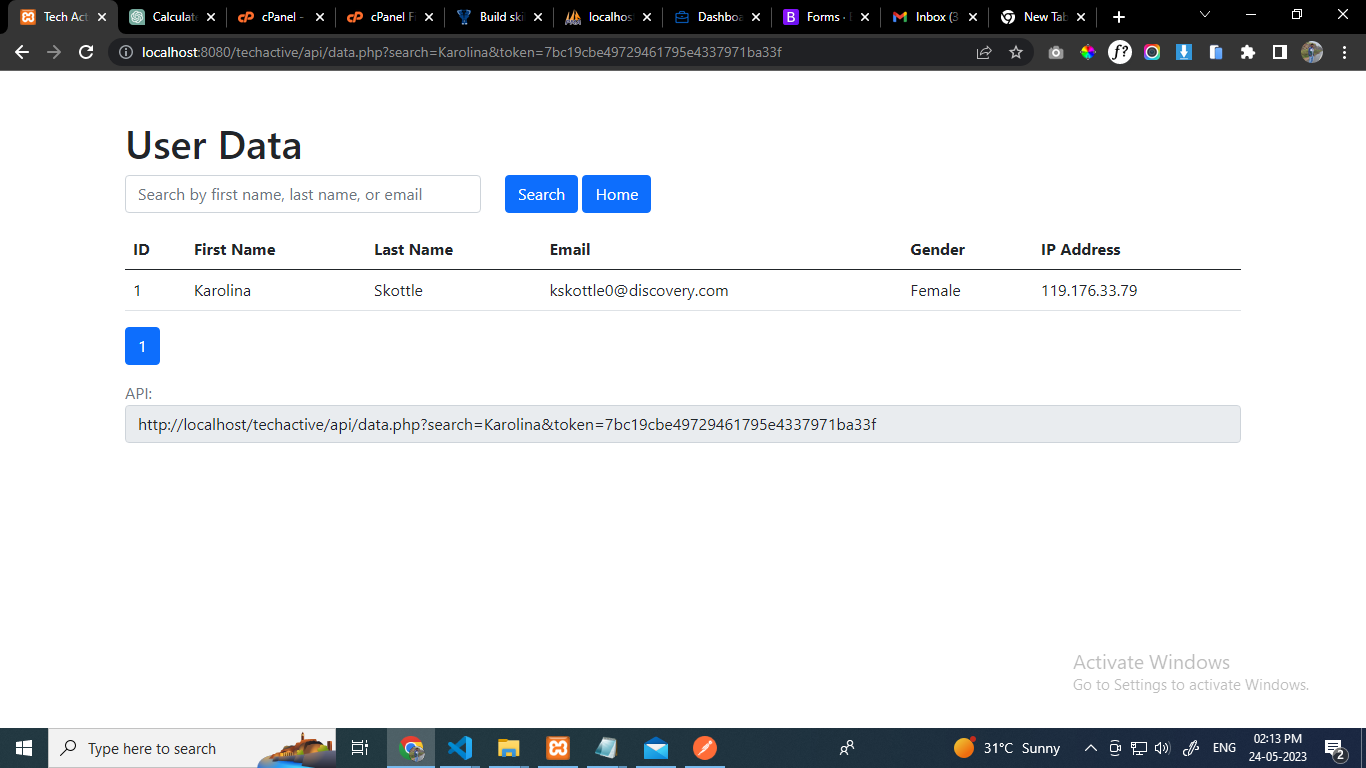 Tech Act Calculate cPanel - cPanel Fi Build ski localhost Dashboa Forms · Inbox (3 New Tab
localhost:8080/techactive/api/data.php?search=Karolina&token=7bc19cbe49729461795e4337971ba33f
User Data
Search by first name, last name, or email Search Home
ID First Name Last Name Email Gender IP Address
1 Karolina Skottle kskottle0@discovery.com Female 119.176.33.79
1
API:
http://localhost/techactive/api/data.php?search=Karolina&token=7bc19cbe49729461795e4337971ba33f
Activate Windows
Go to Settings to activate Windows.
Type here to search 31°C Sunny ENG 02:13 PM
24-05-2023 2